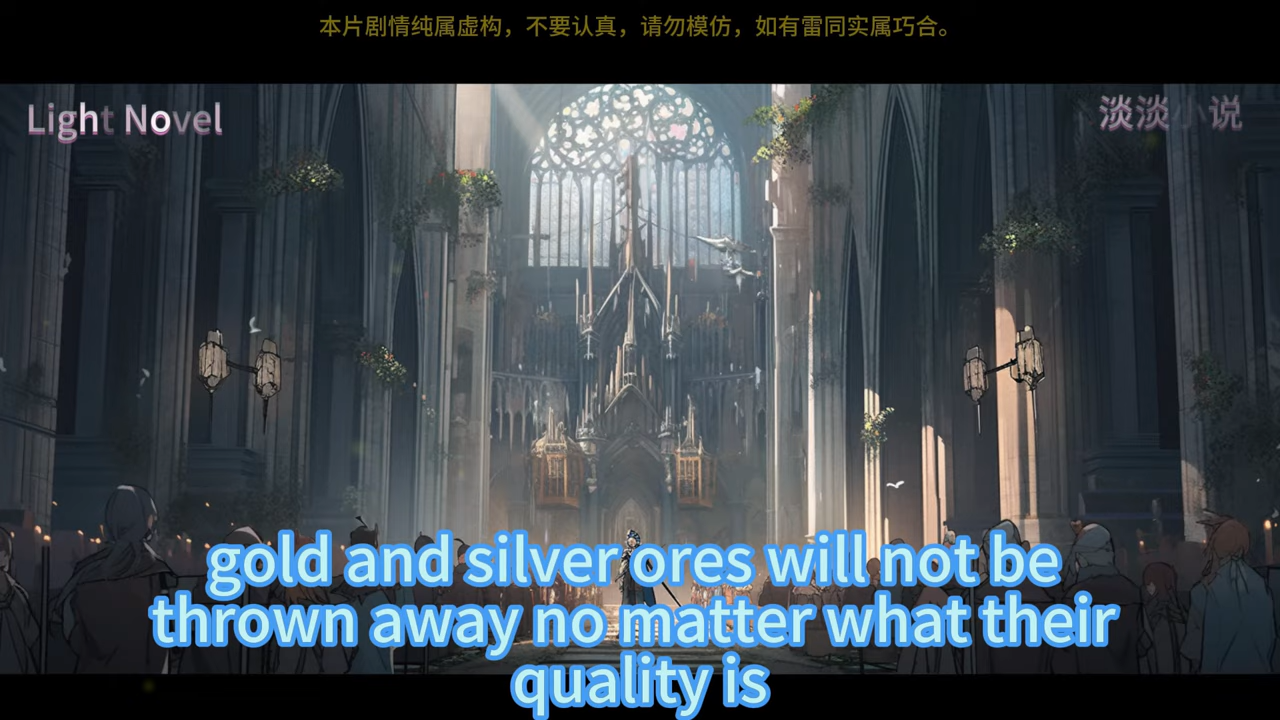 本片剧情纯属虚构，不要认真，请勿模仿，如有雷同实属巧合。
Light Novel
淡淡小说
gold and silver ores will not be
thrown away no matter what their
quality is